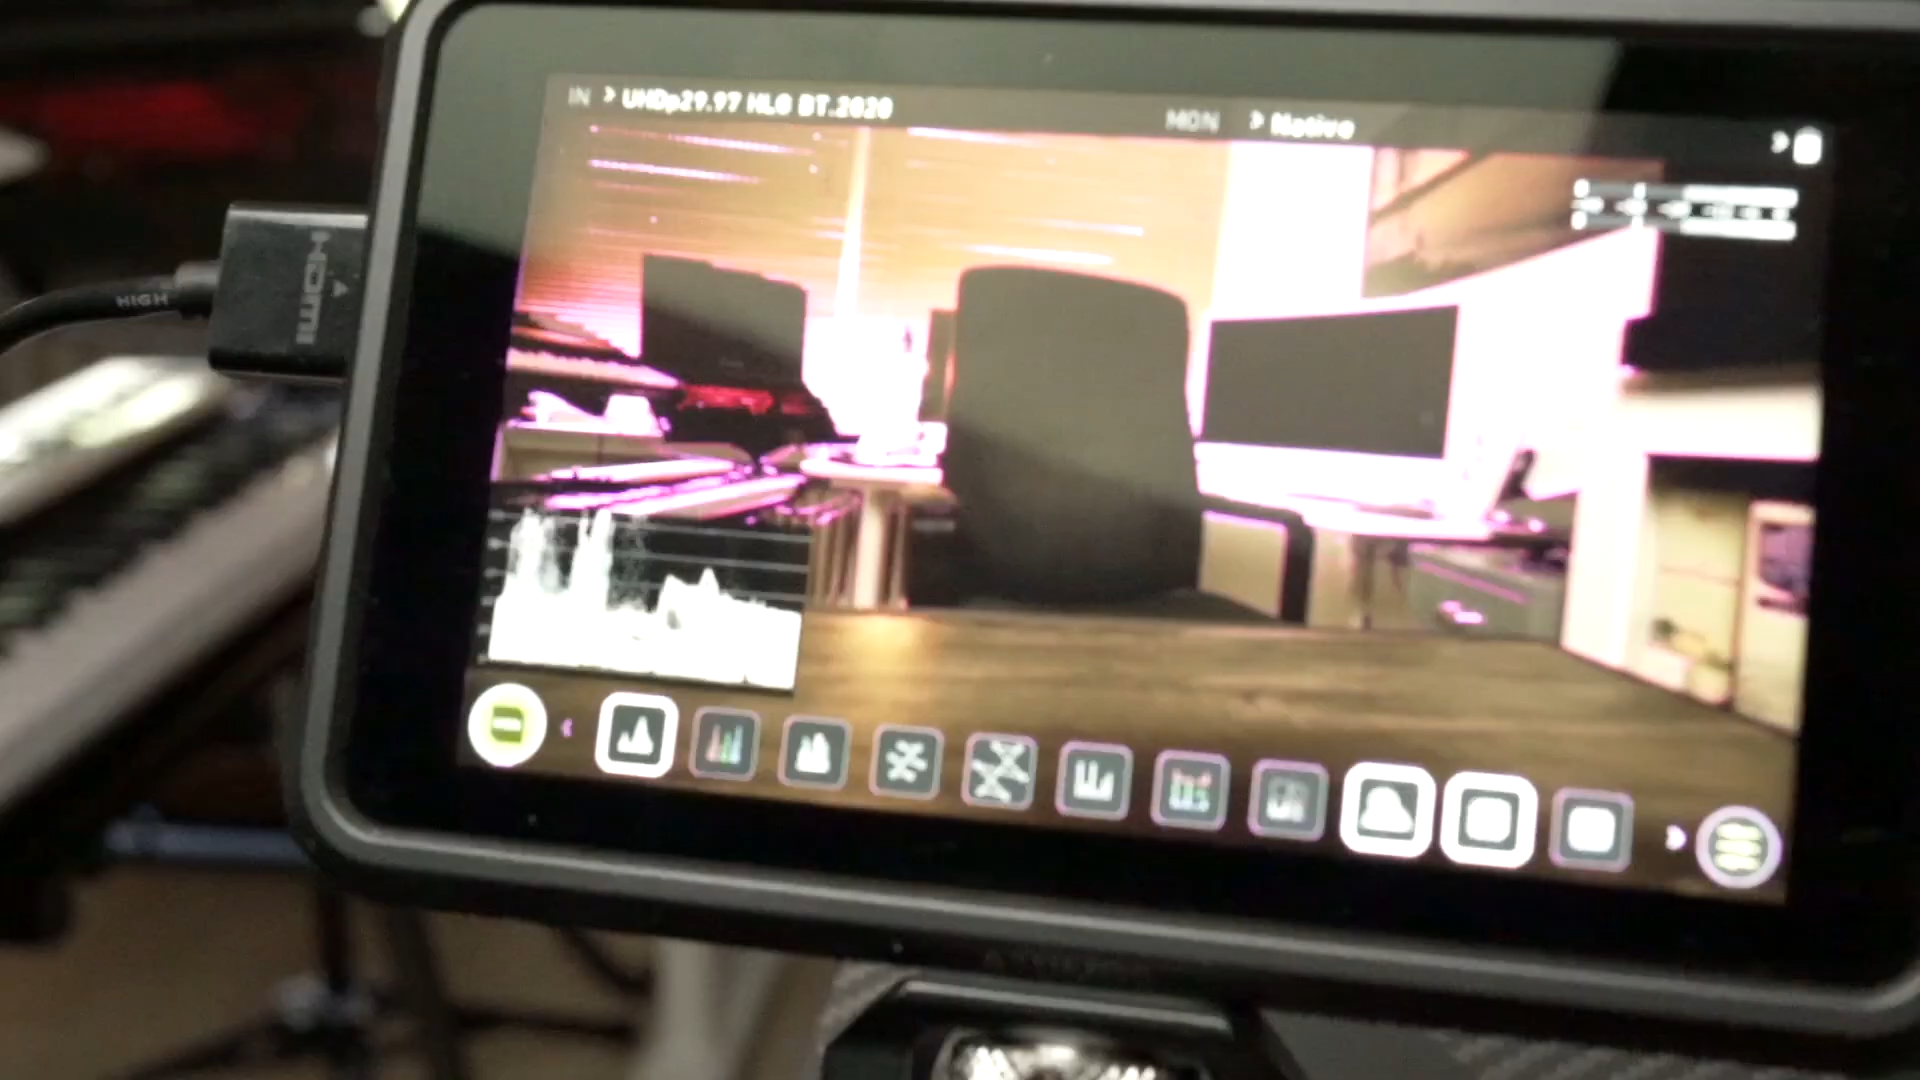 IN > UHDp29.97 HLG BT.2020
MON > Native
HDMI
HIGH